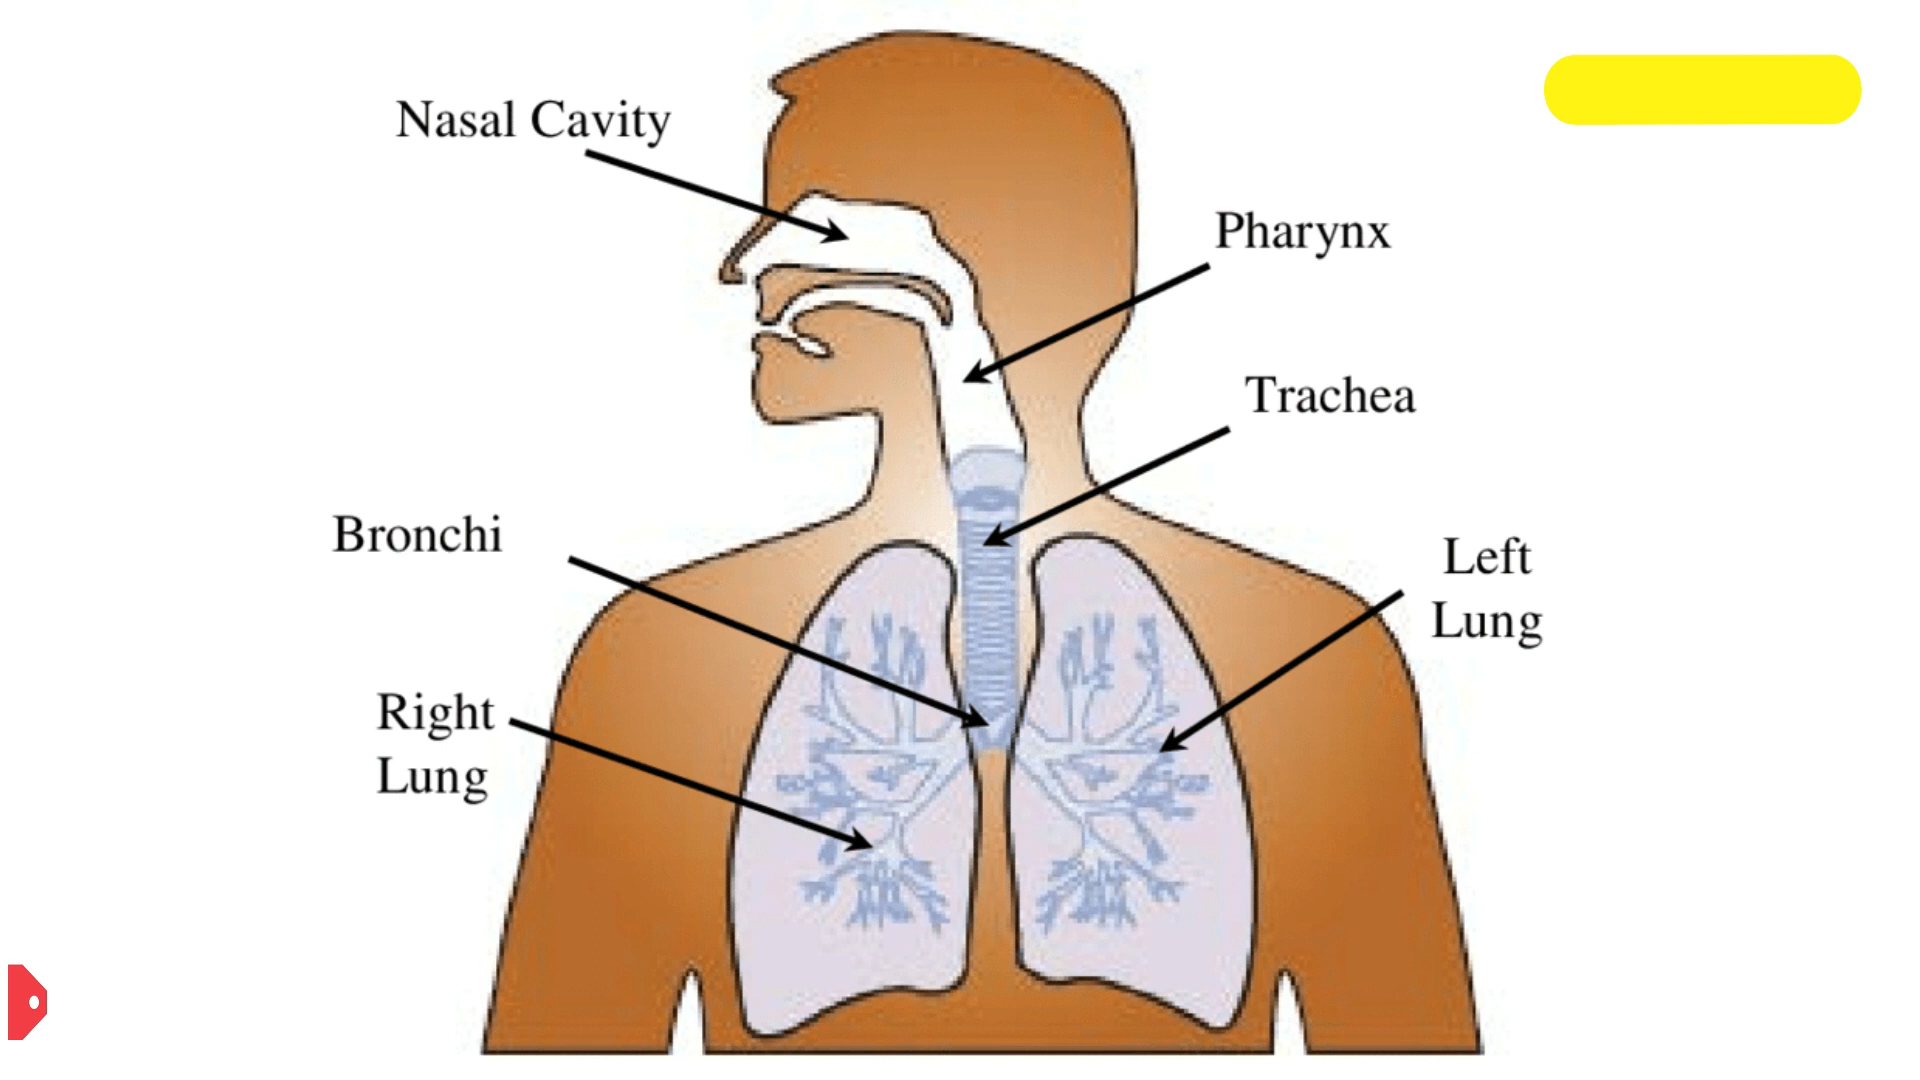 Nasal Cavity
Pharynx
Trachea
Bronchi
Left
Lung
Right
Lung